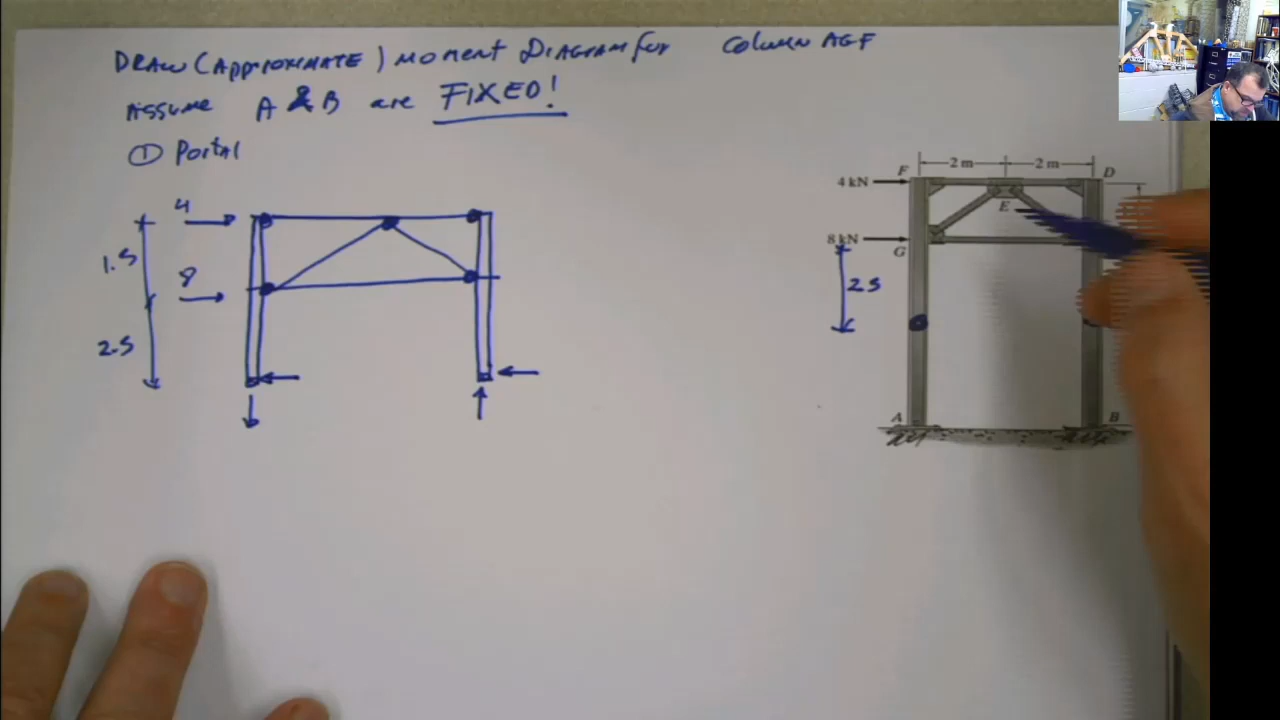 DRAW (APPROXIMATE) MOMENT DIAGRAM for COLUMN AGF
ASSUME A & B are FIXED!
① Portal
4
1.5
8
2.5
2 m 2 m
F D
4 kN
E
8 kN
G
2.5
A B